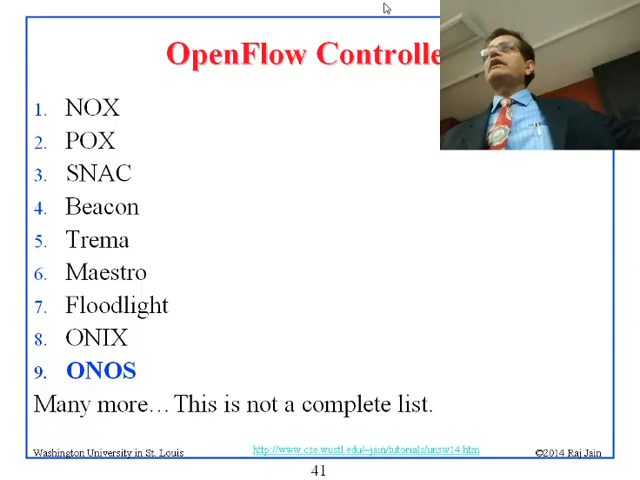 OpenFlow Controlle
1. NOX
2. POX
3. SNAC
4. Beacon
5. Trema
6. Maestro
7. Floodlight
8. ONIX
9. ONOS
Many more… This is not a complete list.
Washington University in St. Louis
http://www.cse.wustl.edu/~jain/tutorials/unsw14.htm
©2014 Raj Jain
41